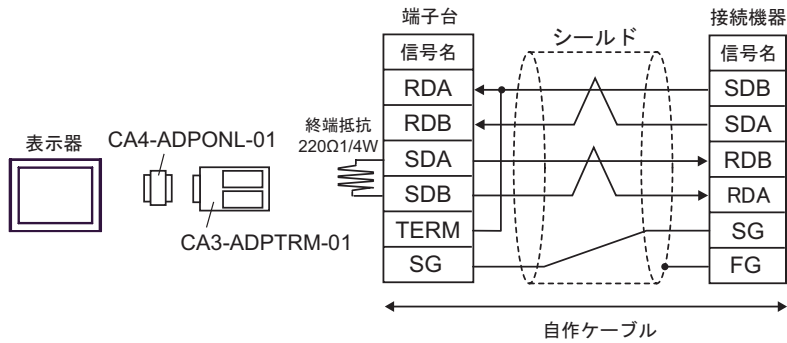 端子台
接続機器
シールド
信号名
信号名
RDA
SDB
RDB
SDA
SDA
RDB
SDB
RDA
TERM
SG
SG
FG
終端抵抗
220Ω1/4W
表示器
CA4-ADPONL-01
CA3-ADPTRM-01
自作ケーブル